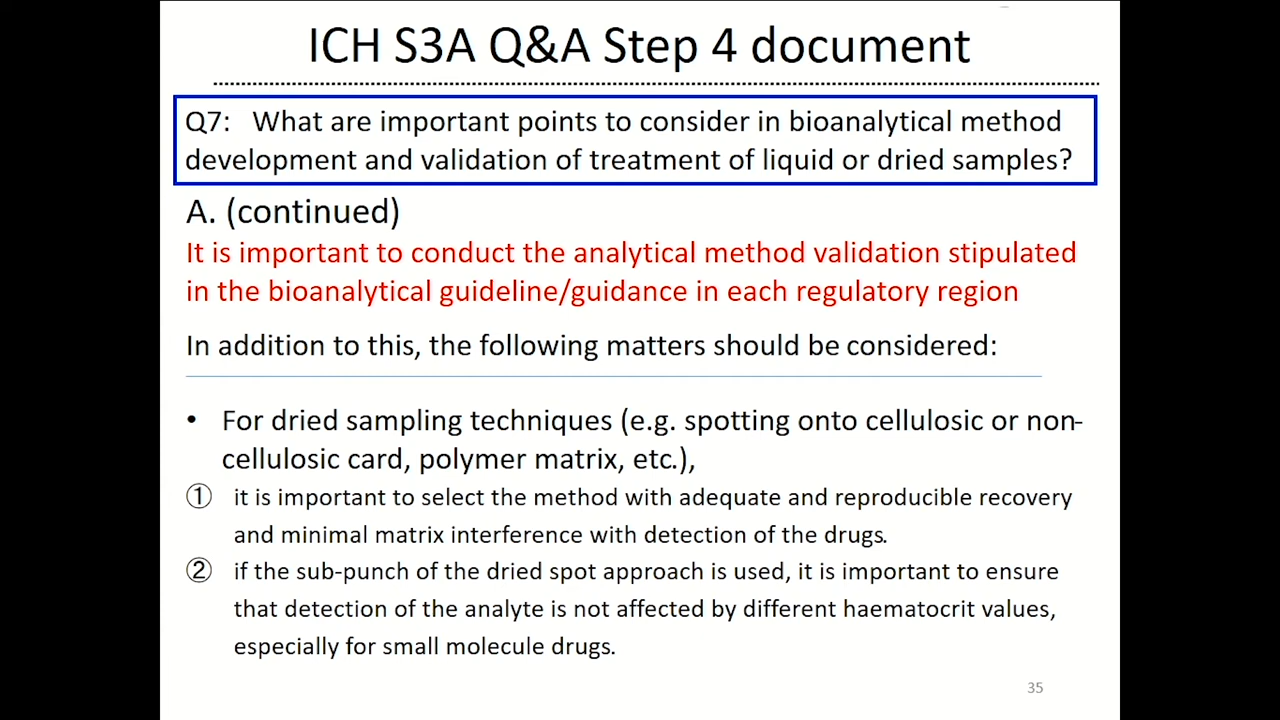 ICH S3A Q&A Step 4 document
Q7: What are important points to consider in bioanalytical method
development and validation of treatment of liquid or dried samples?
A. (continued)
It is important to conduct the analytical method validation stipulated
in the bioanalytical guideline/guidance in each regulatory region
In addition to this, the following matters should be considered:
• For dried sampling techniques (e.g. spotting onto cellulosic or non-
cellulosic card, polymer matrix, etc.),
① it is important to select the method with adequate and reproducible recovery
and minimal matrix interference with detection of the drugs.
② if the sub-punch of the dried spot approach is used, it is important to ensure
that detection of the analyte is not affected by different haematocrit values,
especially for small molecule drugs.
35